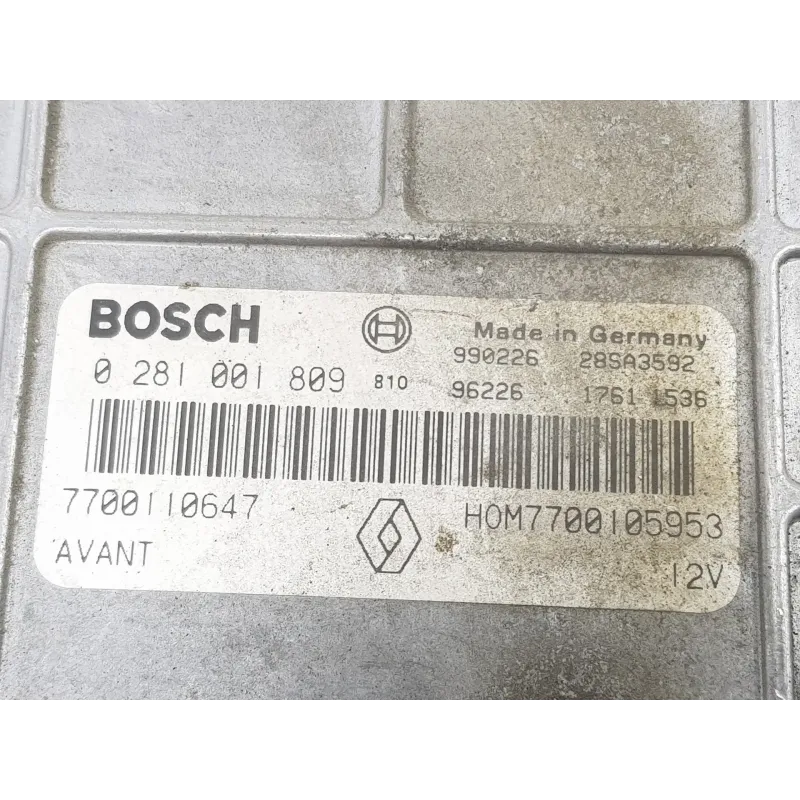 BOSCH Made in Germany
990226 28SA3592
0 281 001 809 810 96226 1761 1536
7700110647 HOM7700105953
AVANT 12V